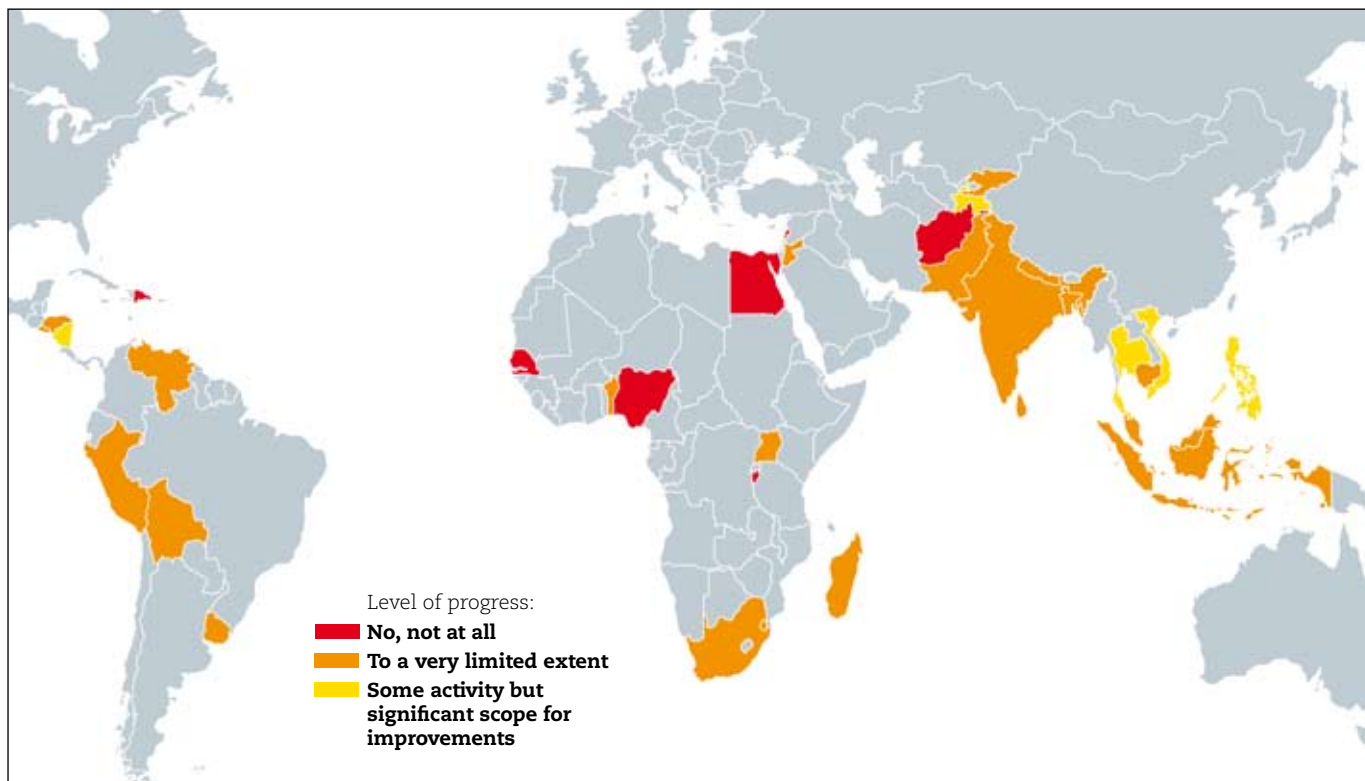 Level of progress:
No, not at all
To a very limited extent
Some activity but
significant scope for
improvements